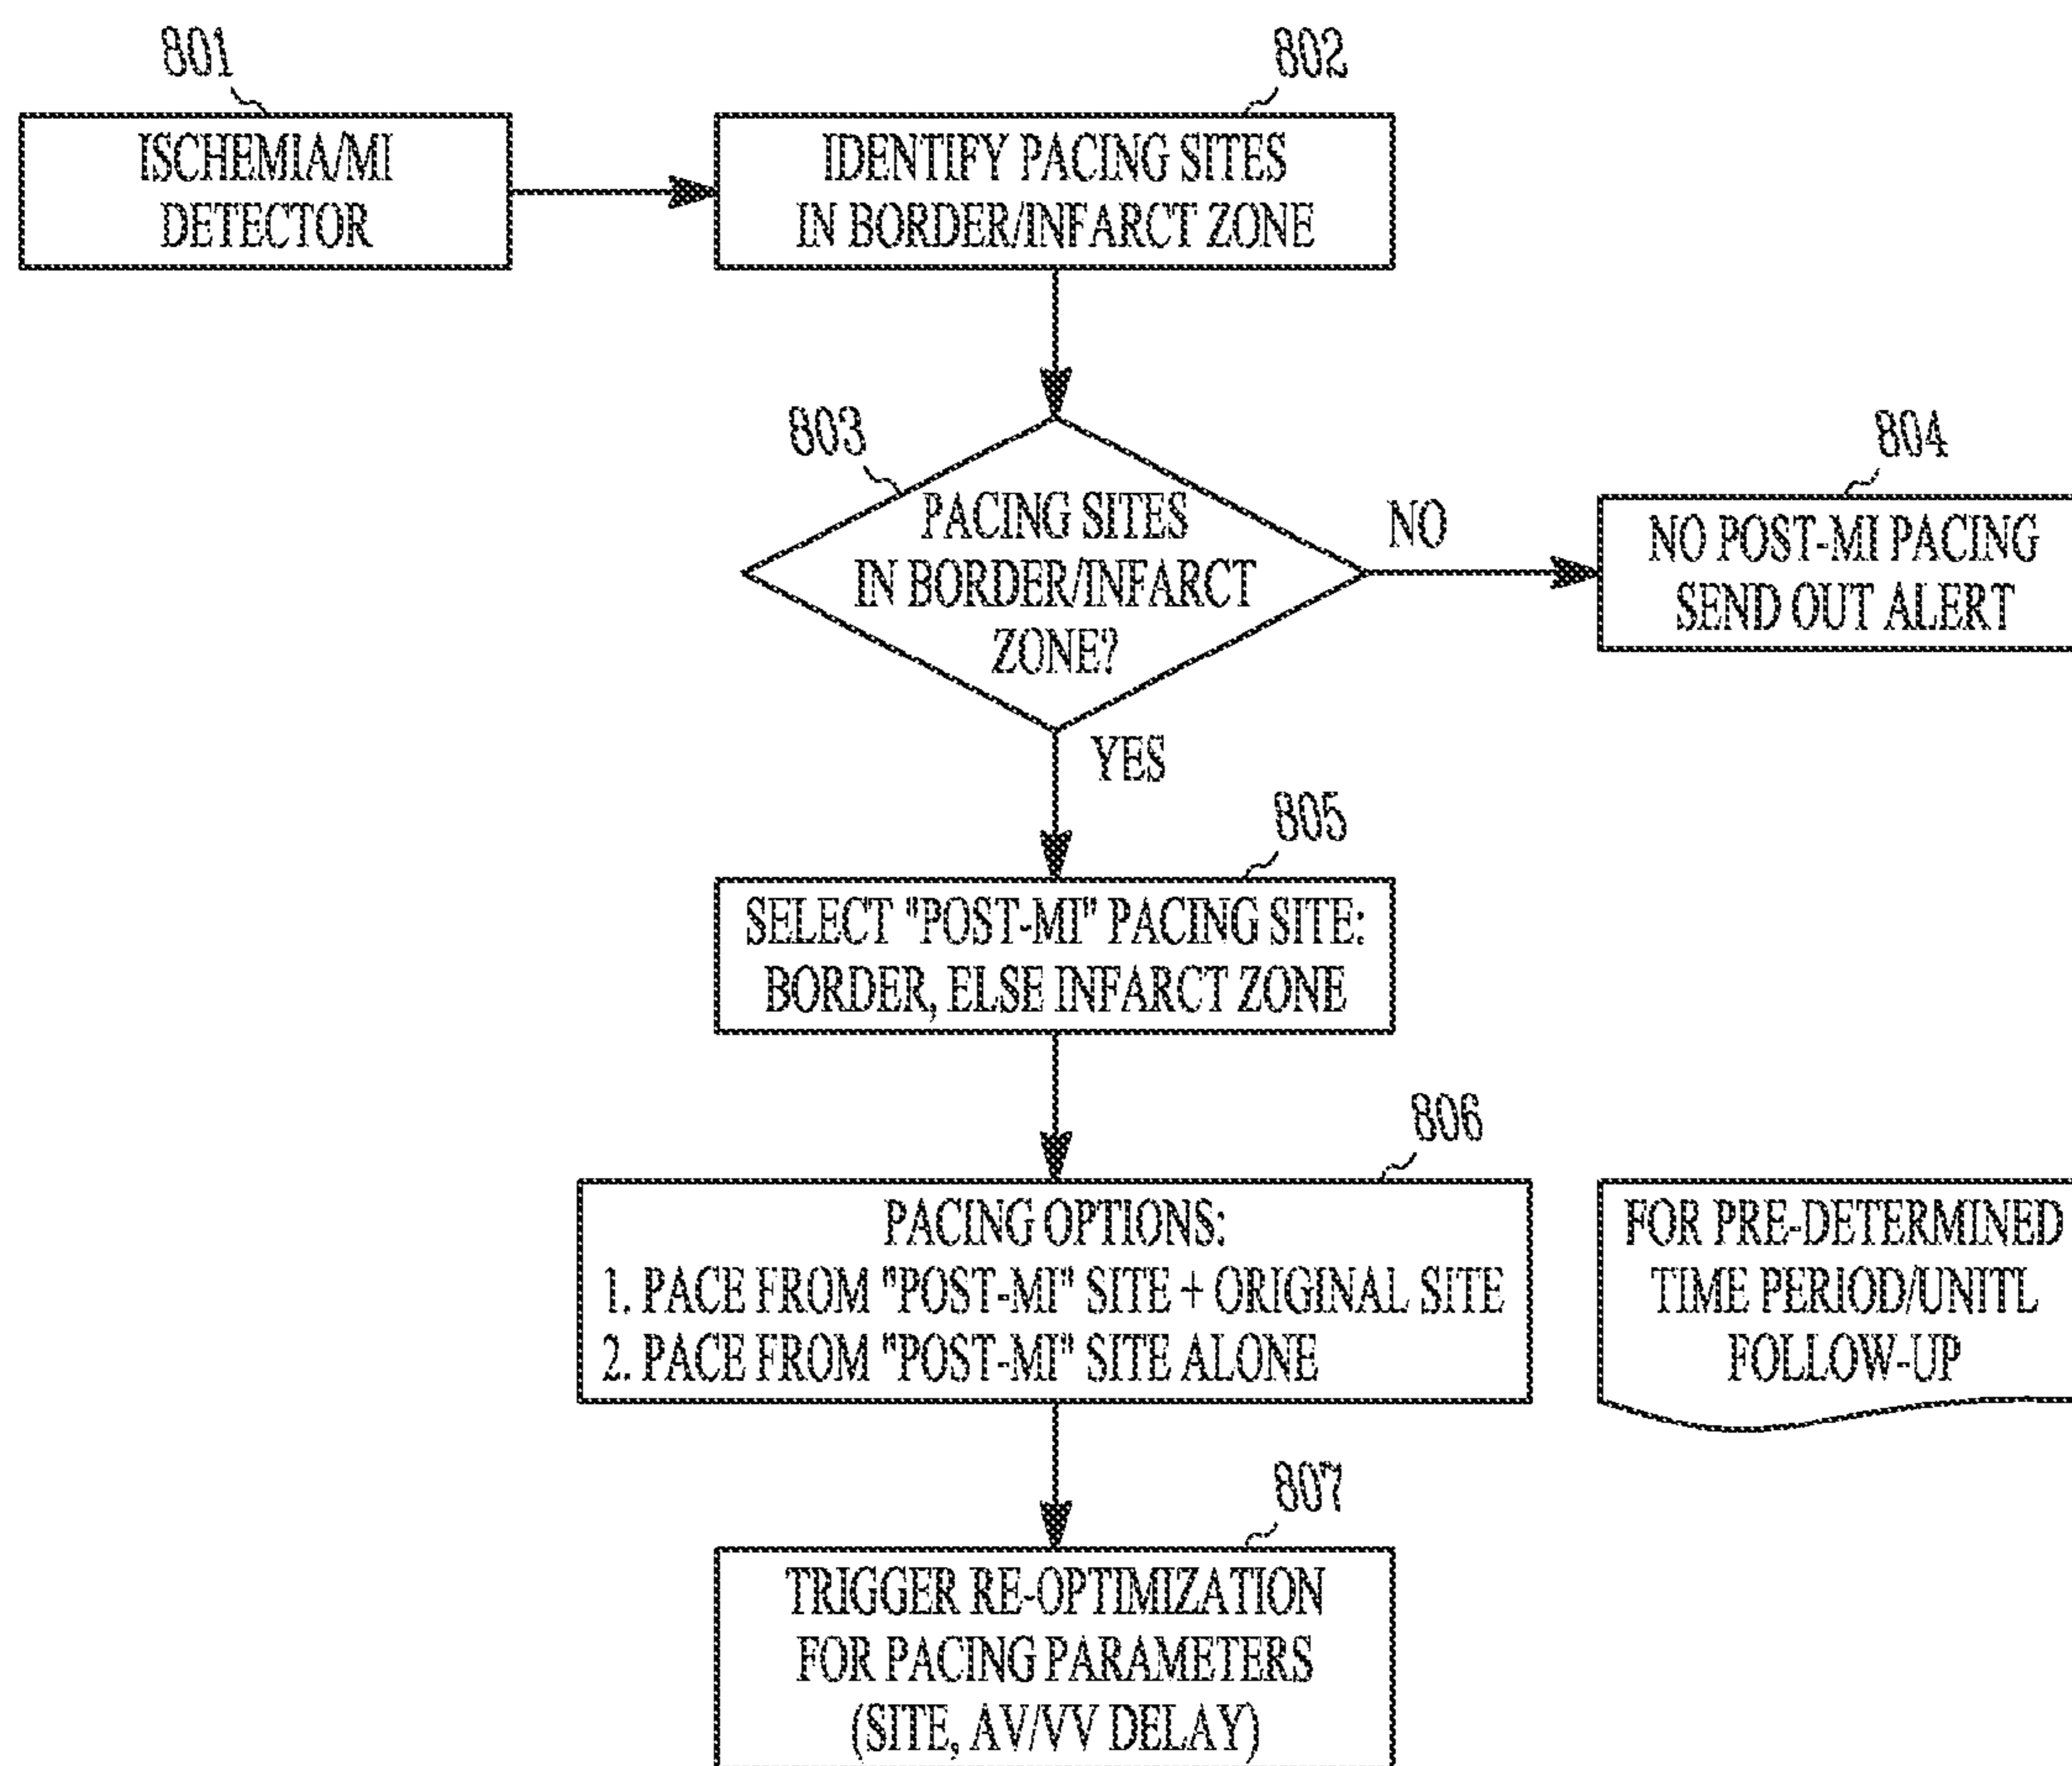 801
ISCHEMIA/MI
DETECTOR
802
IDENTIFY PACING SITES
IN BORDER/INFARCT ZONE
803
PACING SITES
IN BORDER/INFARCT
ZONE?
NO
804
NO POST-MI PACING
SEND OUT ALERT
YES
805
SELECT "POST-MI" PACING SITE:
BORDER, ELSE INFARCT ZONE
806
PACING OPTIONS:
1. PACE FROM "POST-MI" SITE + ORIGINAL SITE
2. PACE FROM "POST-MI" SITE ALONE
FOR PRE-DETERMINED
TIME PERIOD/UNITL
FOLLOW-UP
807
TRIGGER RE-OPTIMIZATION
FOR PACING PARAMETERS
(SITE, AV/VV DELAY)